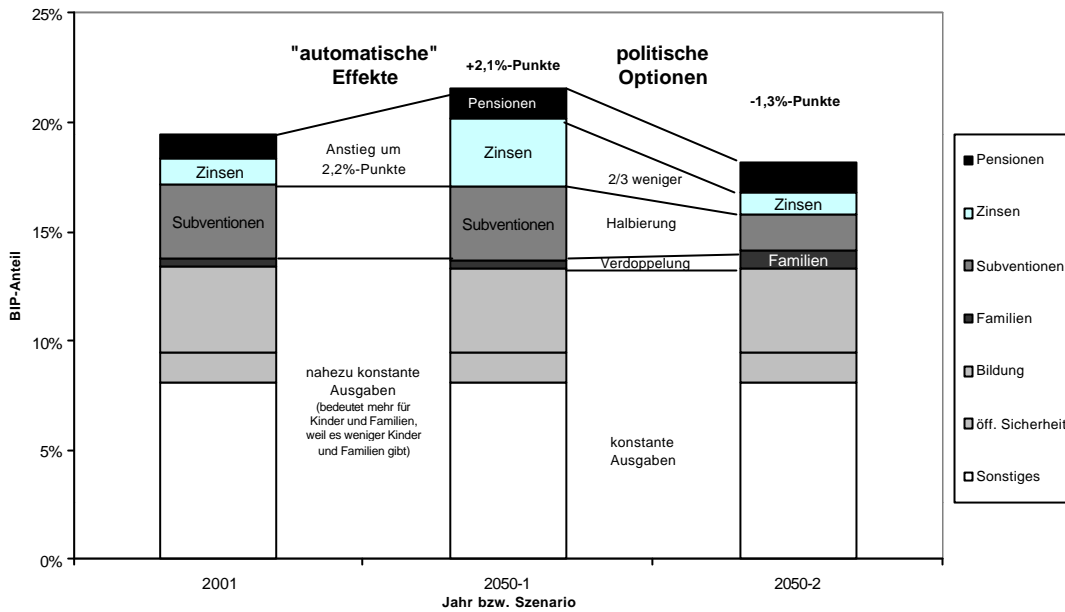 25%
20%
15%
10%
5%
0%
BIP-Anteil
"automatische"
Effekte
+2,1%-Punkte
politische
Optionen
-1,3%-Punkte
Zinsen
Subventionen
Anstieg um
2,2%-Punkte
nahezu konstante
Ausgaben
(bedeutet mehr für
Kinder und Familien,
weil es weniger Kinder
und Familien gibt)
Pensionen
Zinsen
Subventionen
2/3 weniger
Halbierung
Verdoppelung
konstante
Ausgaben
Zinsen
Familien
2001
2050-1
2050-2
Jahr bzw. Szenario
Pensionen
Zinsen
Subventionen
Familien
Bildung
öff. Sicherheit
Sonstiges